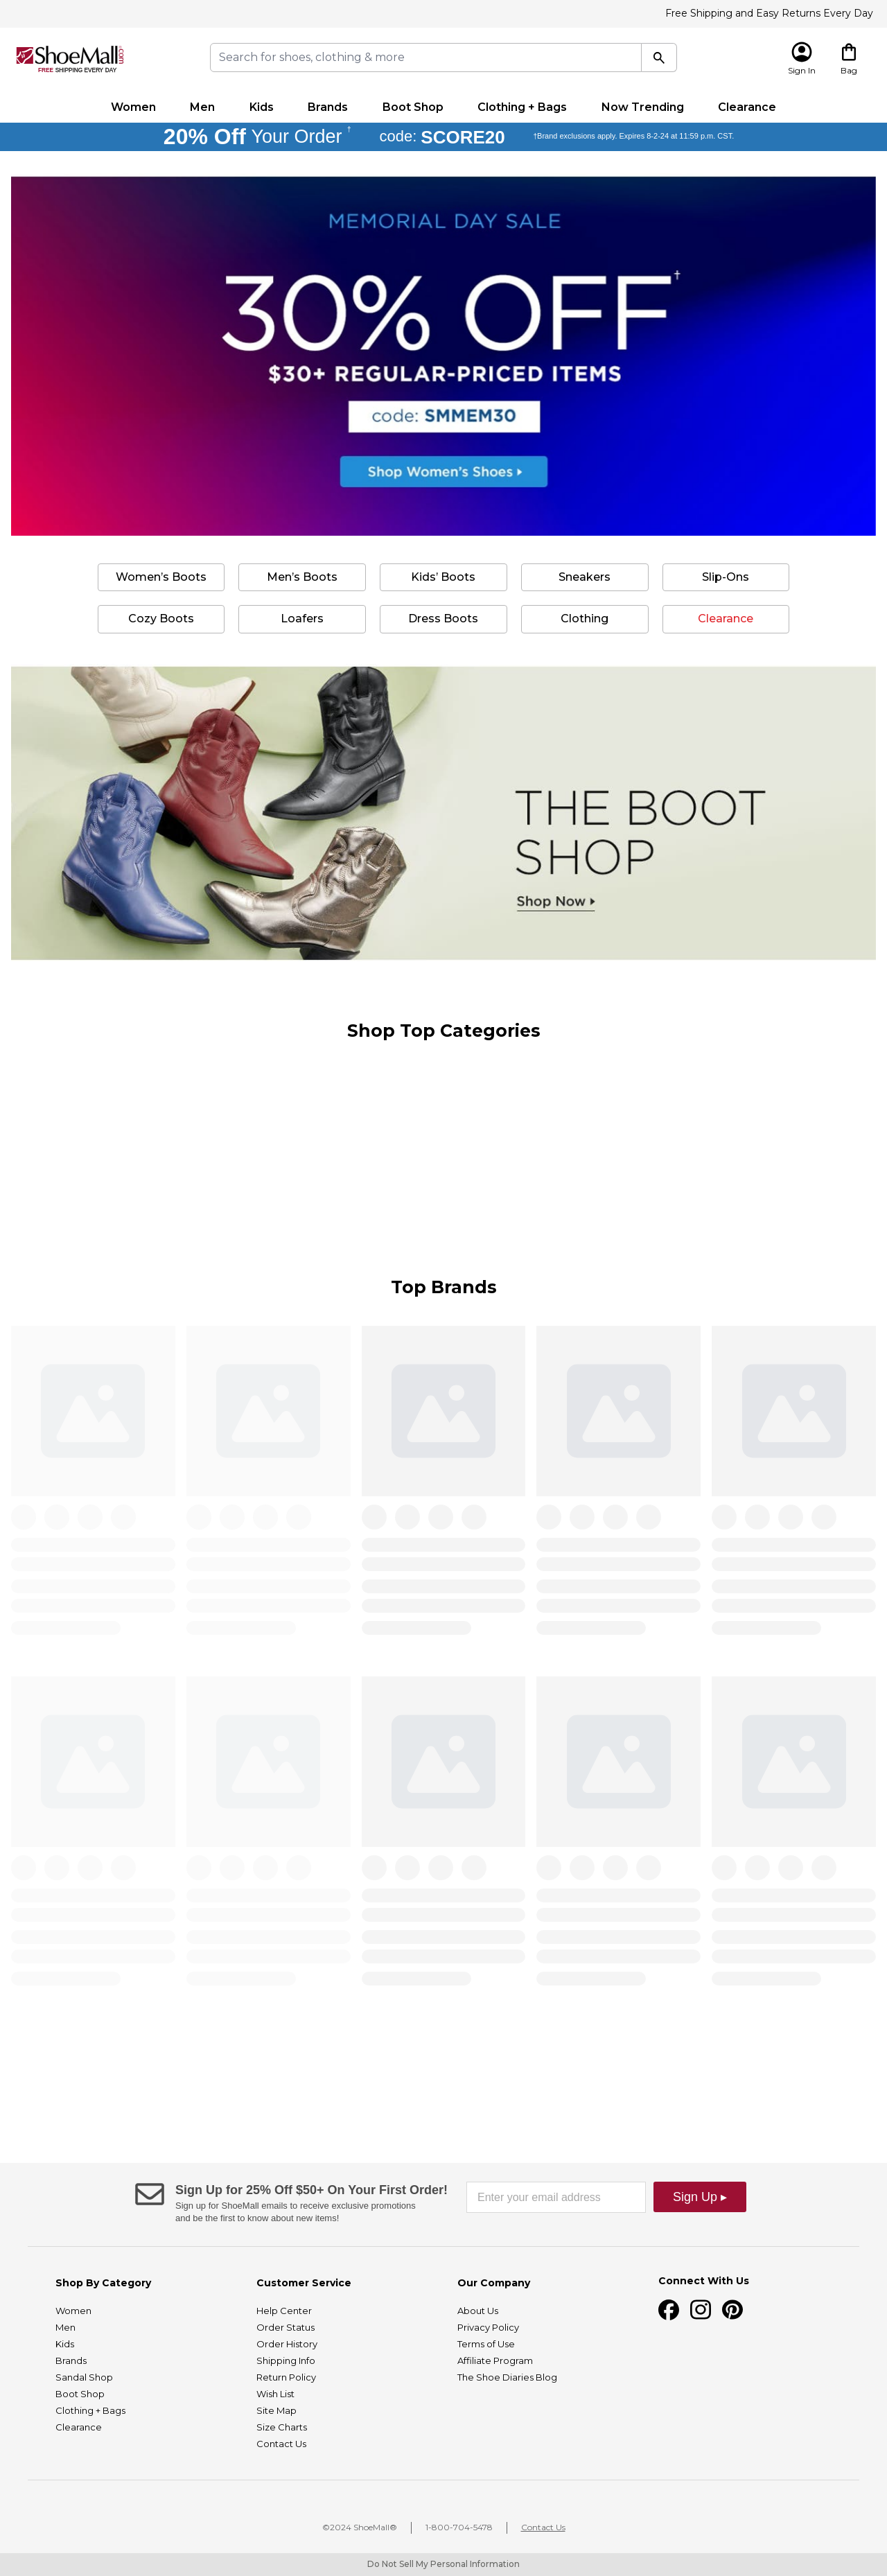 Free Shipping and Easy Returns Every Day
ShoeMall.COM
FREE SHIPPING EVERY DAY
Search for shoes, clothing & more
Sign In
Bag
Women
Men
Kids
Brands
Boot Shop
Clothing + Bags
Now Trending
Clearance
20% Off Your Order † code: SCORE20 †Brand exclusions apply. Expires 8-2-24 at 11:59 p.m. CST.
MEMORIAL DAY SALE
30% OFF†
$30+ REGULAR-PRICED ITEMS
code: SMMEM30
Shop Women's Shoes
Women’s Boots
Men’s Boots
Kids’ Boots
Sneakers
Slip-Ons
Cozy Boots
Loafers
Dress Boots
Clothing
Clearance
THE BOOT
SHOP
Shop Now
Shop Top Categories
Top Brands
Sign Up for 25% Off $50+ On Your First Order!
Sign up for ShoeMall emails to receive exclusive promotions
and be the first to know about new items!
Enter your email address
Sign Up ▸
Shop By Category
Women
Men
Kids
Brands
Sandal Shop
Boot Shop
Clothing + Bags
Clearance
Customer Service
Help Center
Order Status
Order History
Shipping Info
Return Policy
Wish List
Site Map
Size Charts
Contact Us
Our Company
About Us
Privacy Policy
Terms of Use
Affiliate Program
The Shoe Diaries Blog
Connect With Us
©2024 ShoeMall®
1-800-704-5478
Contact Us
Do Not Sell My Personal Information